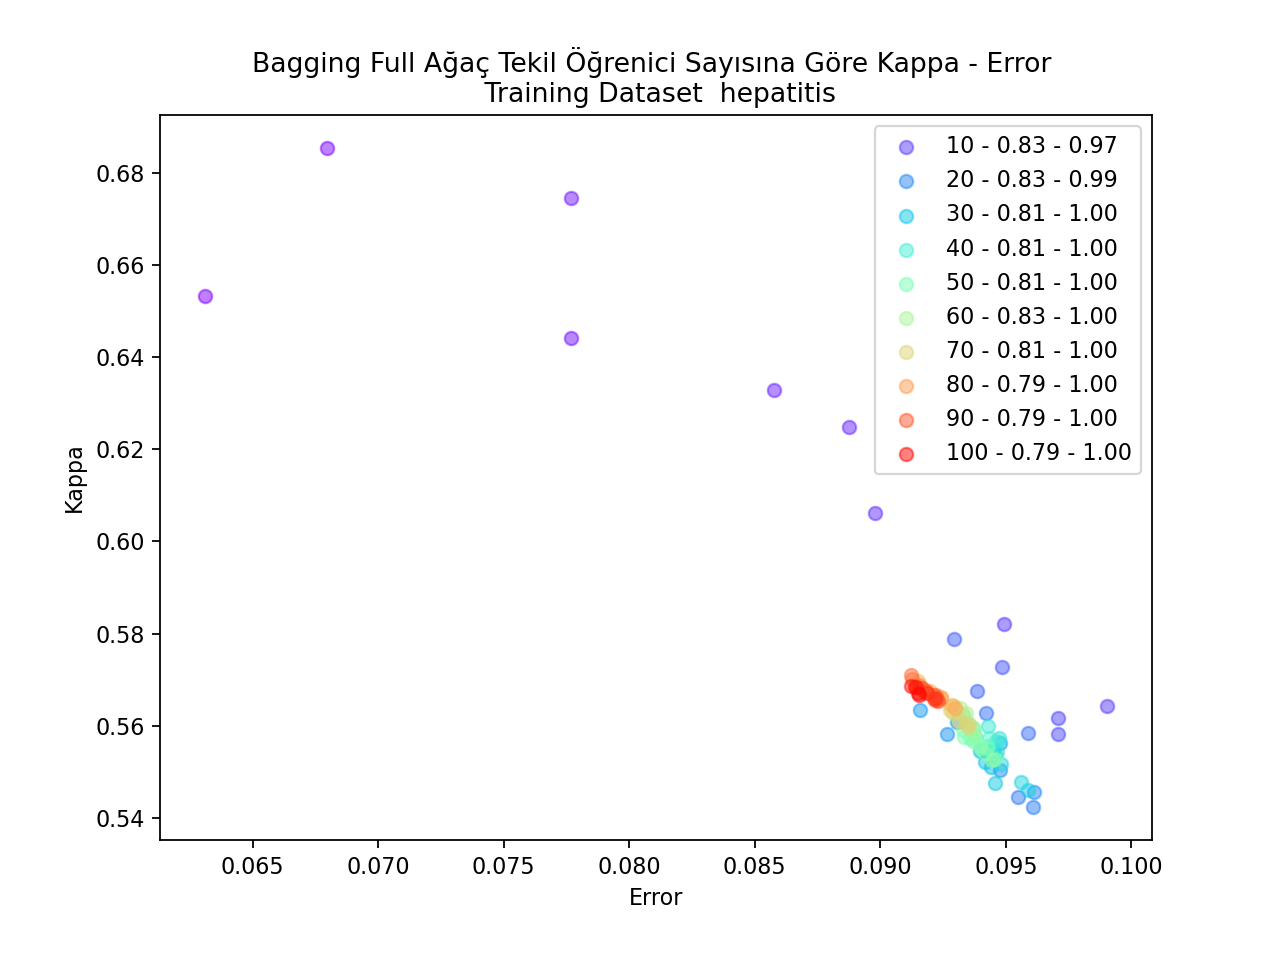 Bagging Full Ağaç Tekil Öğrenici Sayısına Göre Kappa - Error
Training Dataset  hepatitis
10 - 0.83 - 0.97
20 - 0.83 - 0.99
30 - 0.81 - 1.00
40 - 0.81 - 1.00
50 - 0.81 - 1.00
60 - 0.83 - 1.00
70 - 0.81 - 1.00
80 - 0.79 - 1.00
90 - 0.79 - 1.00
100 - 0.79 - 1.00
Kappa
0.68
0.66
0.64
0.62
0.60
0.58
0.56
0.54
0.065 0.070 0.075 0.080 0.085 0.090 0.095 0.100
Error